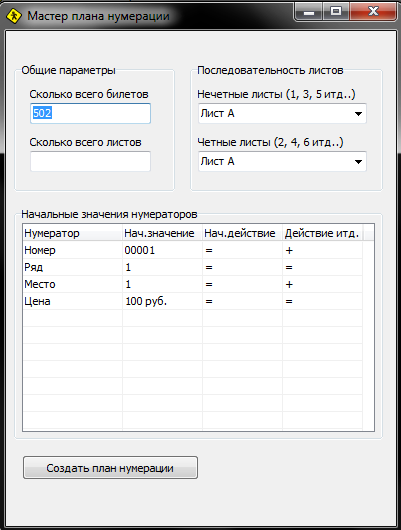 Мастер плана нумерации
Общие параметры
Сколько всего билетов
502
Сколько всего листов
Последовательность листов
Нечетные листы (1, 3, 5 итд..)
Лист А
Четные листы (2, 4, 6 итд..)
Лист А
Начальные значения нумераторов
Нумератор Нач.значение Нач.действие Действие итд.
Номер 00001 = +
Ряд 1 = =
Место 1 = +
Цена 100 руб. = =
Создать план нумерации